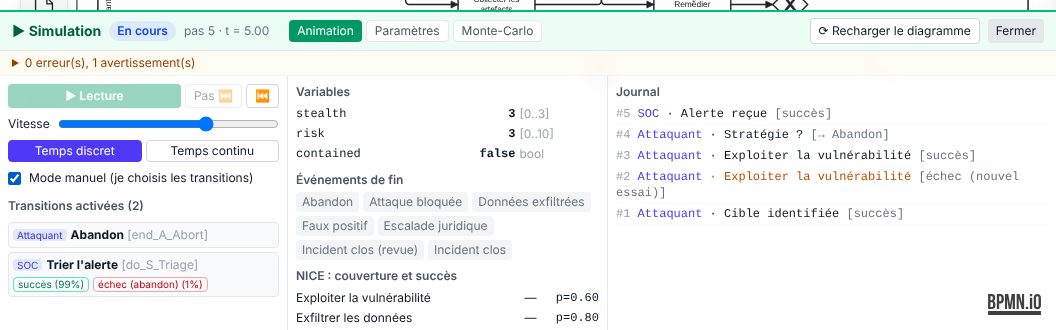 Collecter les
artefacts
Remédier
▶ Simulation En cours pas 5 · t = 5.00 Animation Paramètres Monte-Carlo ⟳ Recharger le diagramme Fermer
▶ 0 erreur(s), 1 avertissement(s)
▶ Lecture Pas ⏭ ⏪
Vitesse
Temps discret Temps continu
Mode manuel (je choisis les transitions)
Transitions activées (2)
Attaquant Abandon [end_A_Abort]
SOC Trier l'alerte [do_S_Triage]
succès (99%) échec (abandon) (1%)
Variables
stealth 3 [0..3]
risk 3 [0..10]
contained false bool
Événements de fin
Abandon Attaque bloquée Données exfiltrées
Faux positif Escalade juridique
Incident clos (revue) Incident clos
NICE : couverture et succès
Exploiter la vulnérabilité — p=0.60
Exfiltrer les données — p=0.80
Journal
#5 SOC · Alerte reçue [succès]
#4 Attaquant · Stratégie ? [→ Abandon]
#3 Attaquant · Exploiter la vulnérabilité [succès]
#2 Attaquant · Exploiter la vulnérabilité [échec (nouvel
essai)]
#1 Attaquant · Cible identifiée [succès]
BPMN.iO